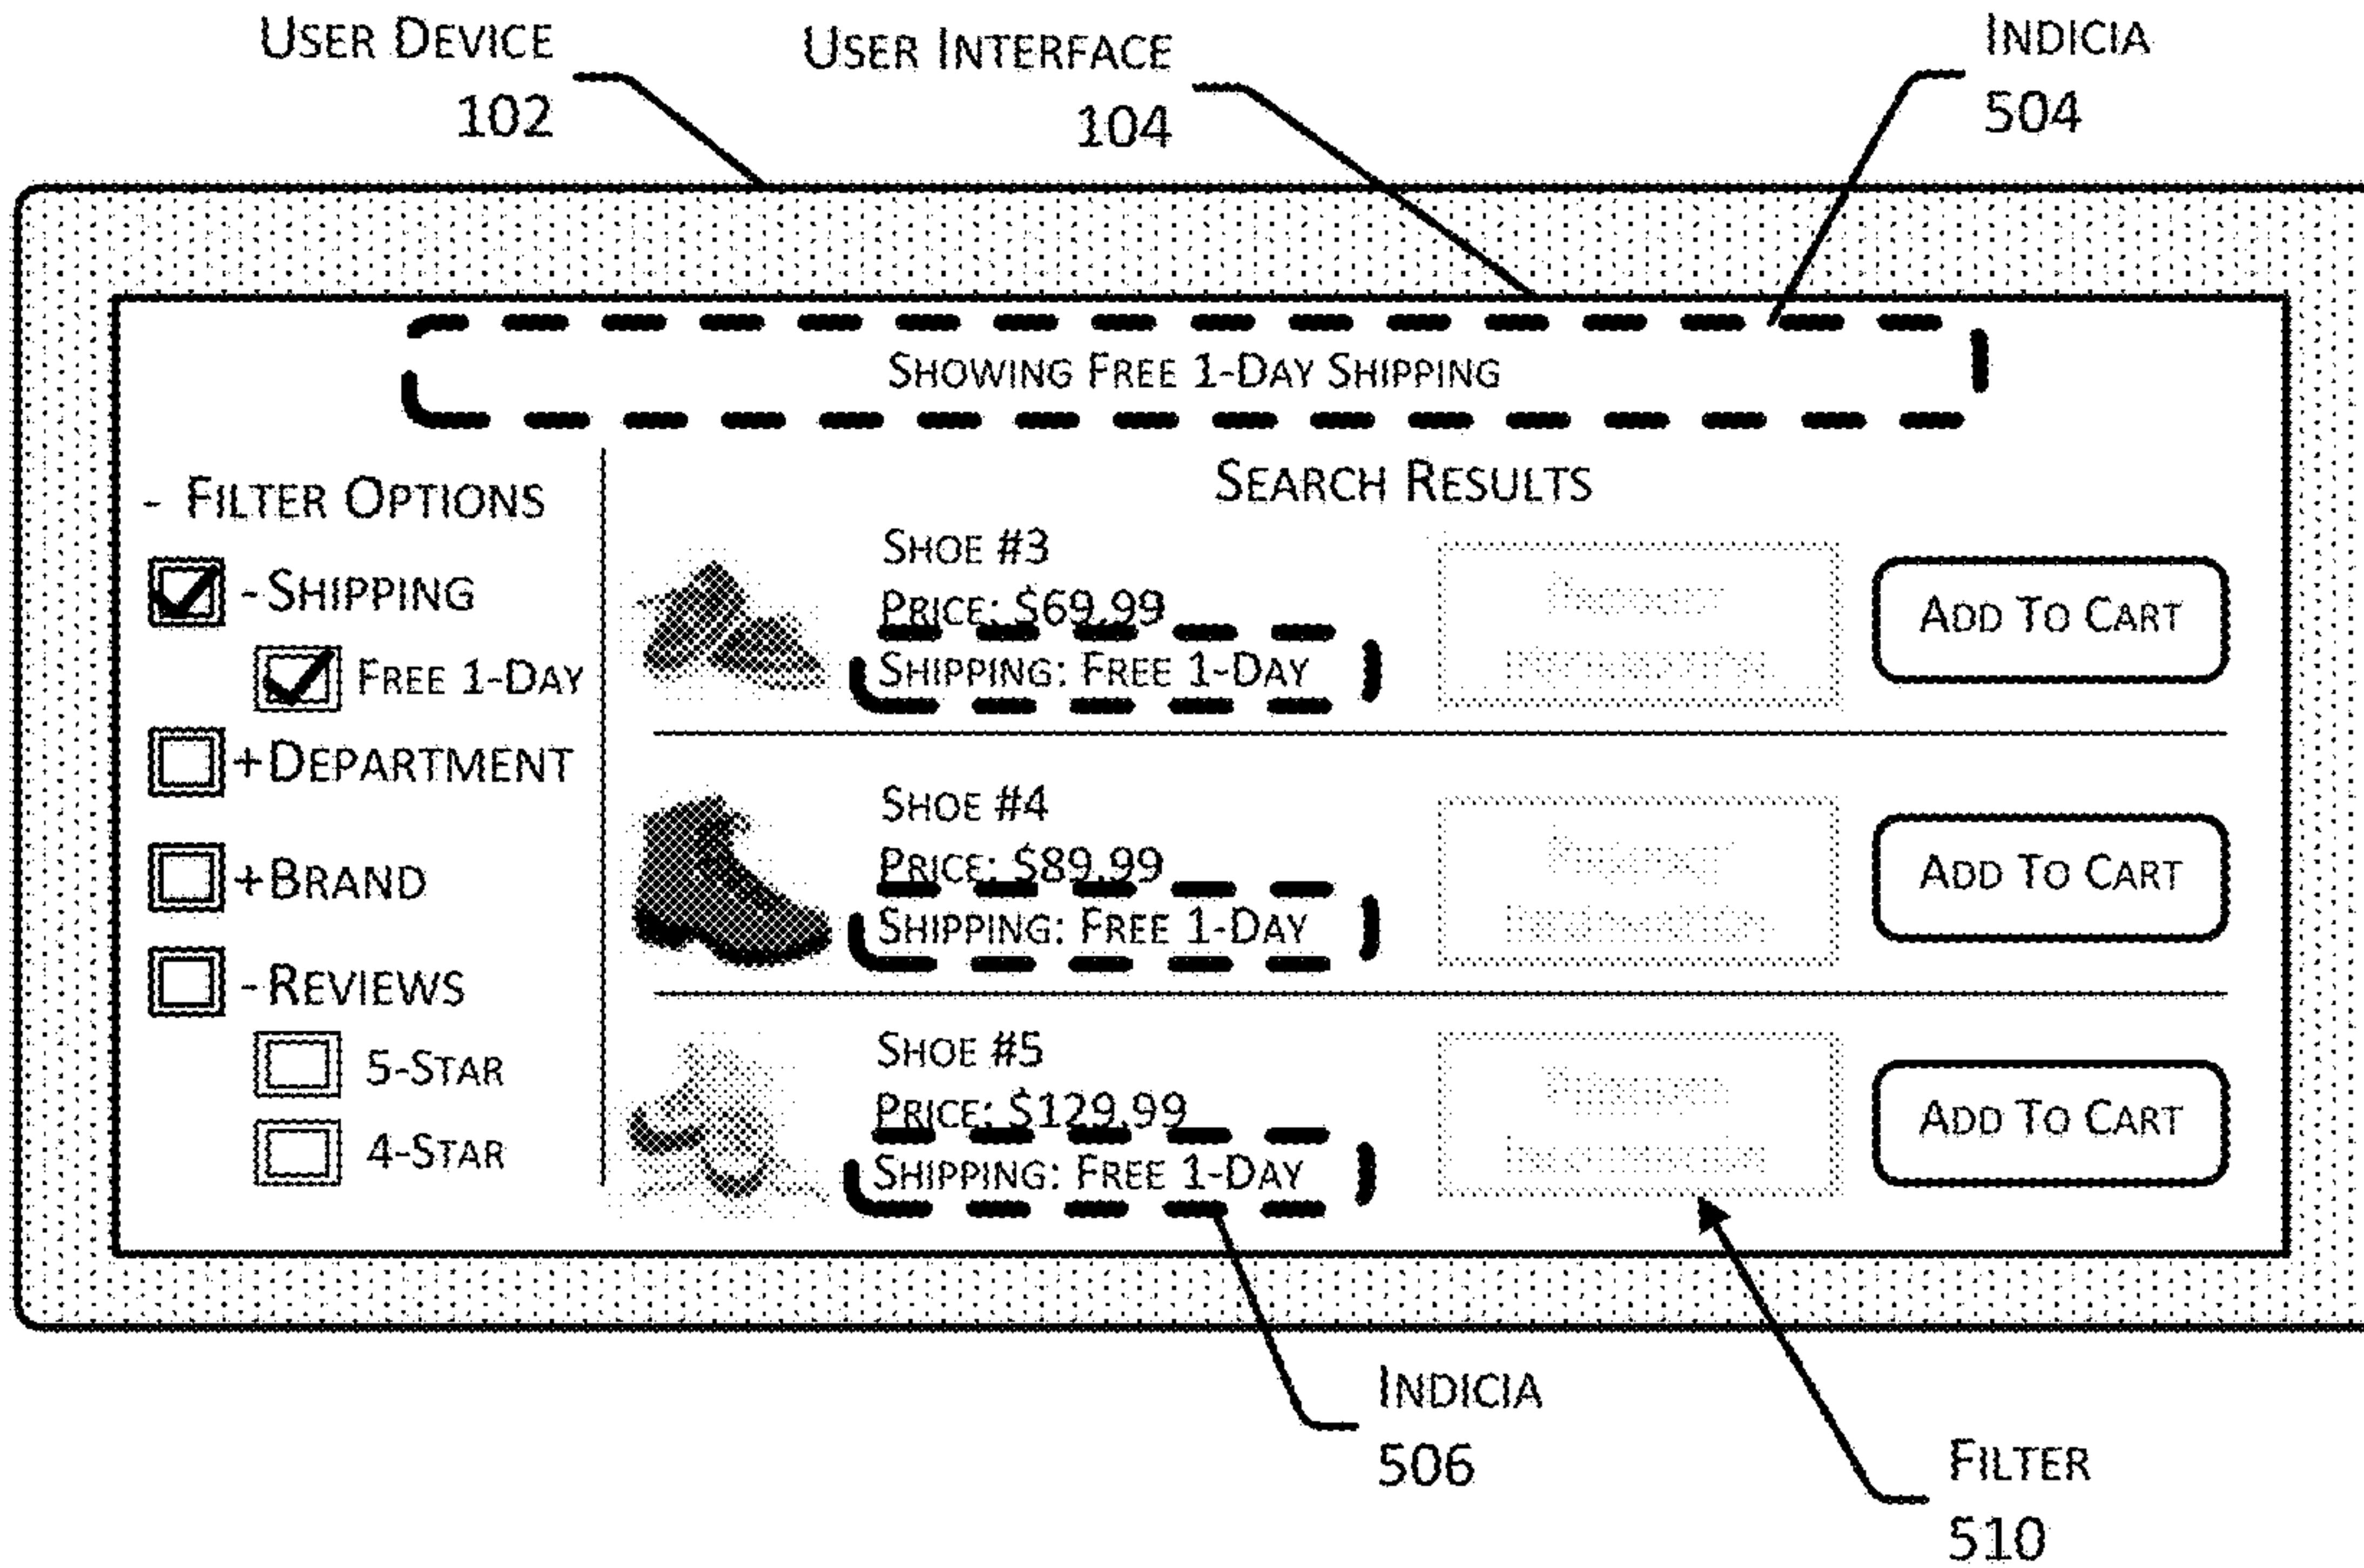 USER DEVICE
102
USER INTERFACE
104
INDICIA
504
SHOWING FREE 1-DAY SHIPPING
- FILTER OPTIONS
-SHIPPING
FREE 1-DAY
+DEPARTMENT
+BRAND
-REVIEWS
5-STAR
4-STAR
SEARCH RESULTS
SHOE #3
PRICE: $69.99
SHIPPING: FREE 1-DAY
ADD TO CART
SHOE #4
PRICE: $89.99
SHIPPING: FREE 1-DAY
ADD TO CART
SHOE #5
PRICE: $129.99
SHIPPING: FREE 1-DAY
ADD TO CART
INDICIA
506
FILTER
510